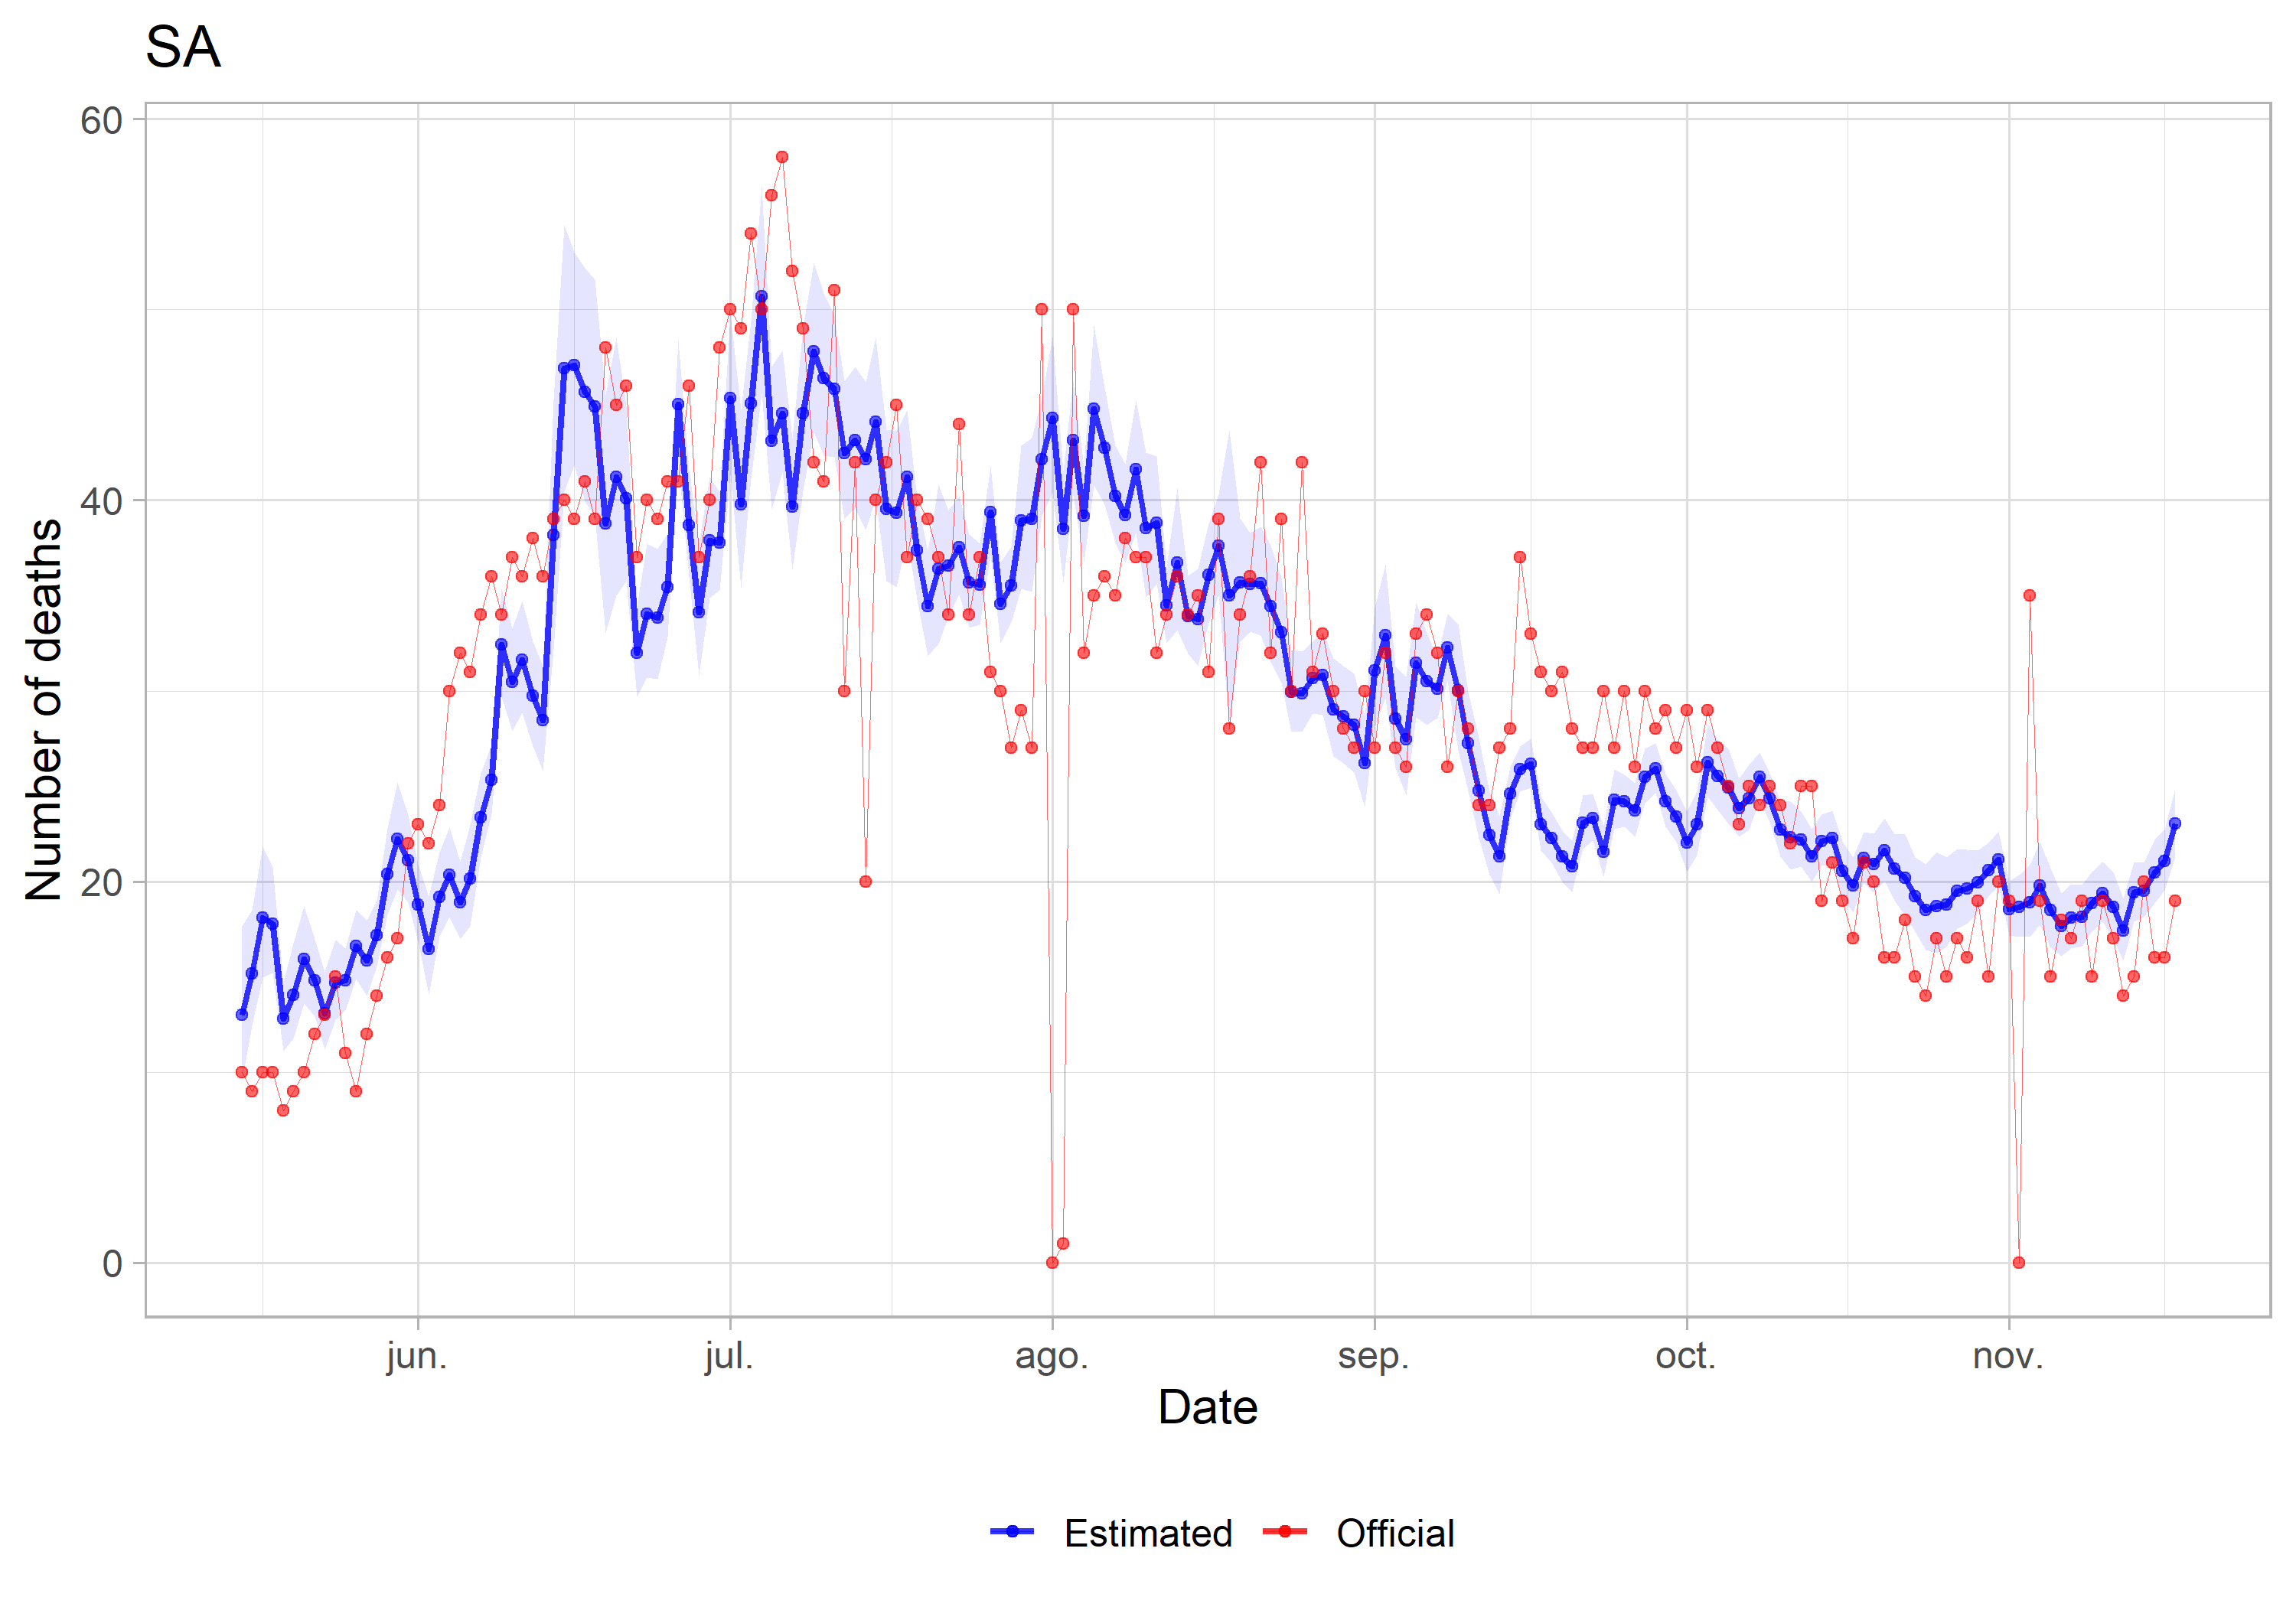 SA
60
40
20
0
Number of deaths
jun. jul. ago. sep. oct. nov.
Date
Estimated Official